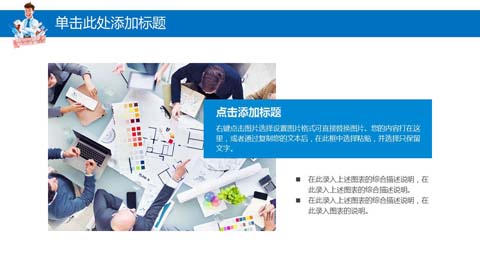 单击此处添加标题
点击添加标题
右键点击图片选择设置图片格式可直接替换图片。您的内容打在这
里，或者通过复制您的文本后，在此框中选择粘贴，并选择只保留
文字。
■ 在此录入上述图表的综合描述说明，在
此录入上述图表的综合描述说明。
■ 在此录入上述图表的综合描述说明，在
此录入图表的说明。